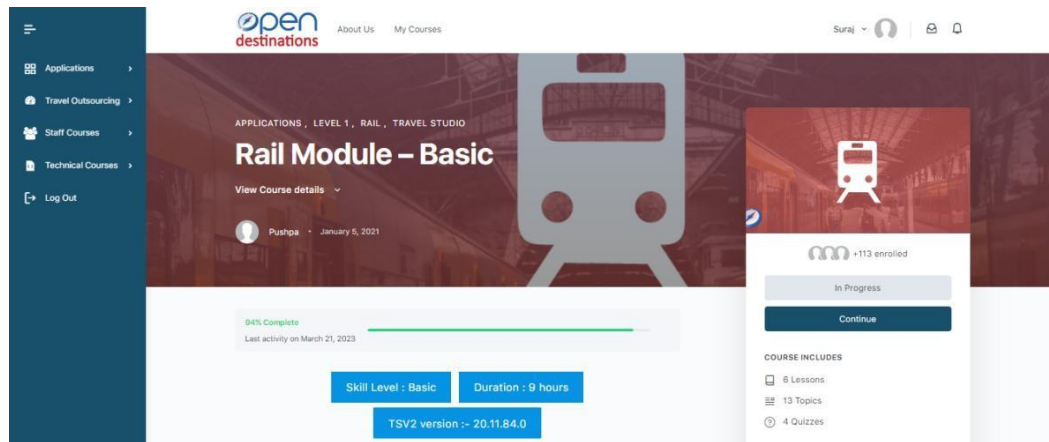 open
destinations
About Us
My Courses
Suraj
Applications
Travel Outsourcing
Staff Courses
Technical Courses
Log Out
APPLICATIONS, LEVEL 1, RAIL, TRAVEL STUDIO
Rail Module – Basic
View Course details
Pushpa · January 5, 2021
94% Complete
Last activity on March 21, 2023
Skill Level : Basic
Duration : 9 hours
TSV2 version :- 20.11.84.0
+113 enrolled
In Progress
Continue
COURSE INCLUDES
6 Lessons
13 Topics
4 Quizzes